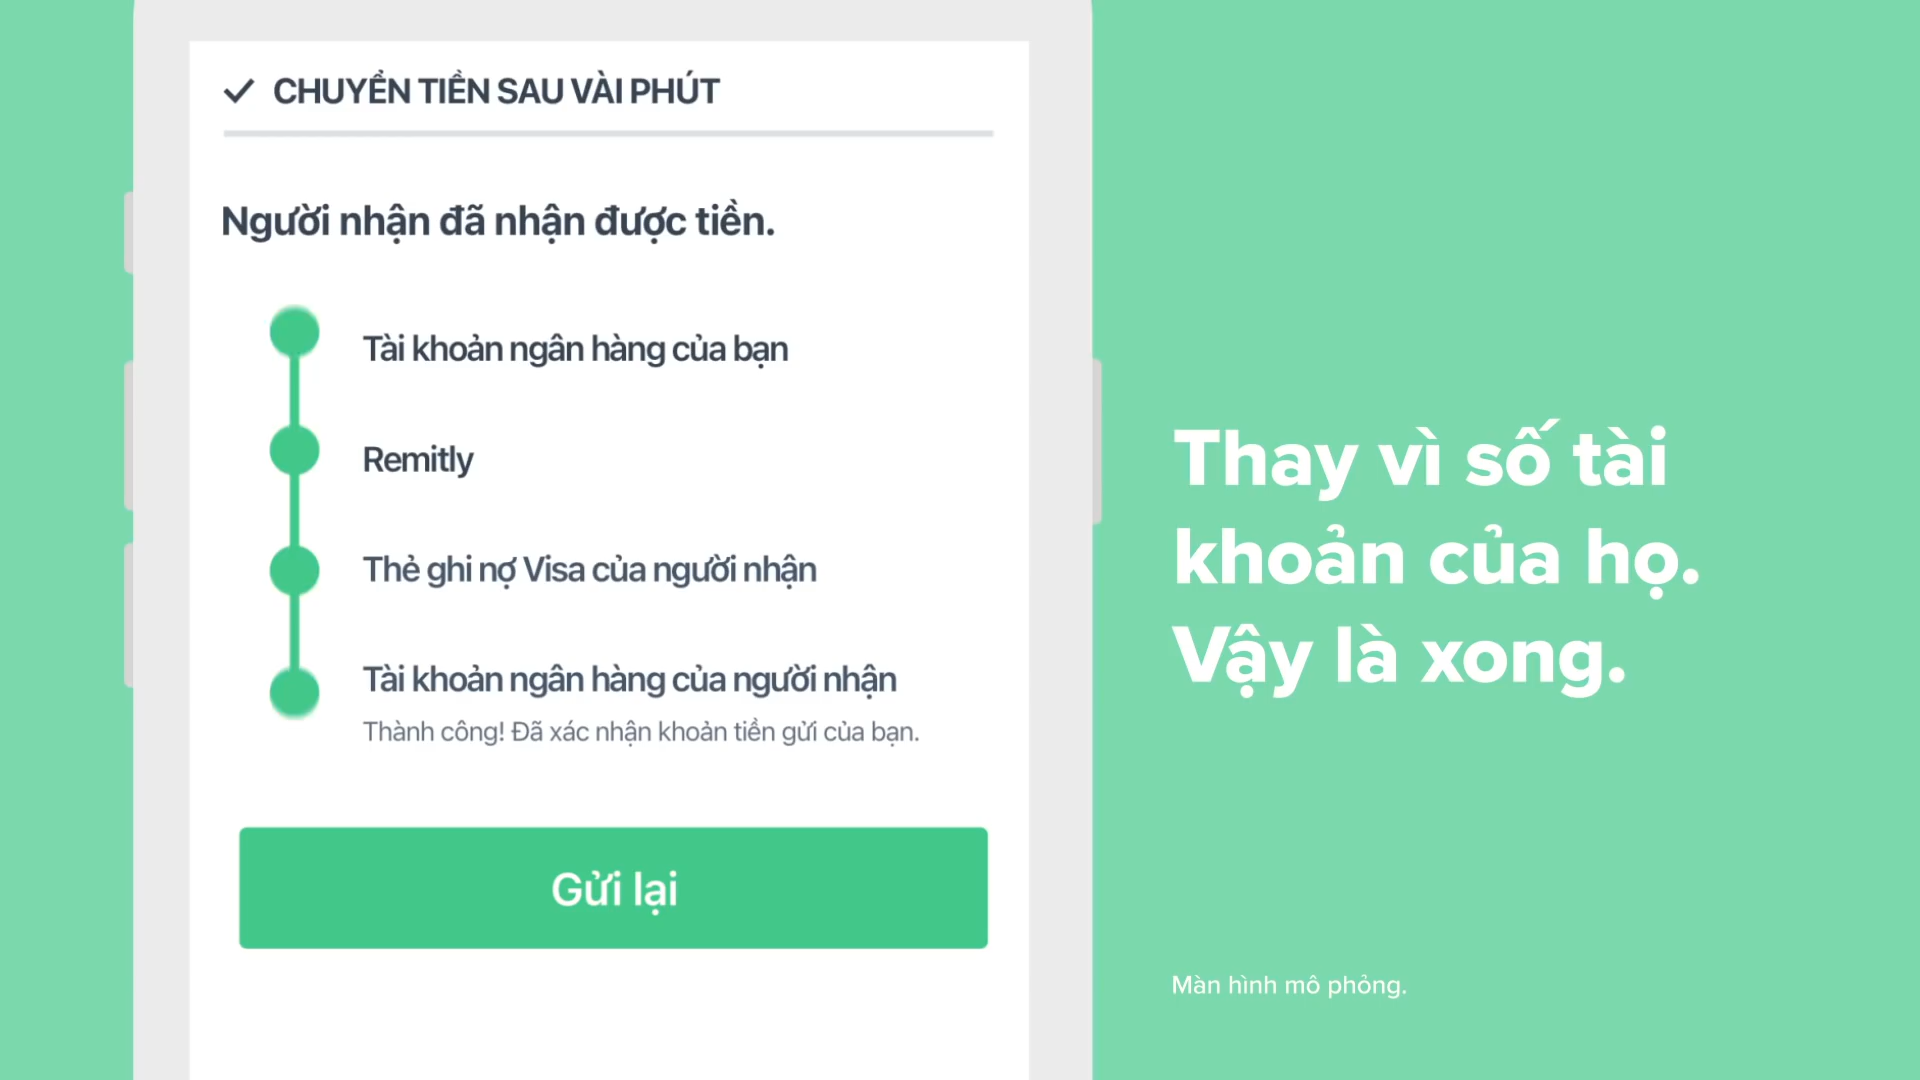 CHUYỂN TIỀN SAU VÀI PHÚT
Người nhận đã nhận được tiền.
Tài khoản ngân hàng của bạn
Remitly
Thẻ ghi nợ Visa của người nhận
Tài khoản ngân hàng của người nhận
Thành công! Đã xác nhận khoản tiền gửi của bạn.
Gửi lại
Thay vì số tài
khoản của họ.
Vậy là xong.
Màn hình mô phỏng.